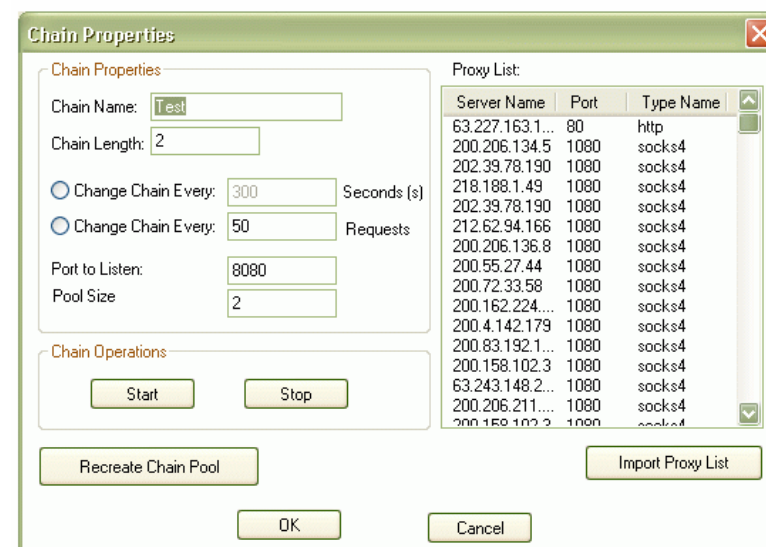 Chain Properties
Chain Properties
Chain Name: Test
Chain Length: 2
Change Chain Every: 300 Seconds (s)
Change Chain Every: 50 Requests
Port to Listen: 8080
Pool Size 2
Chain Operations
Start Stop
Recreate Chain Pool
Proxy List:
Server Name Port Type Name
63.227.163.1... 80 http
200.206.134.5 1080 socks4
202.39.78.190 1080 socks4
218.188.1.49 1080 socks4
202.39.78.190 1080 socks4
212.62.94.166 1080 socks4
200.206.136.8 1080 socks4
200.55.27.44 1080 socks4
200.72.33.58 1080 socks4
200.162.224.... 1080 socks4
200.4.142.179 1080 socks4
200.83.192.1... 1080 socks4
200.158.102.3 1080 socks4
63.243.148.2... 1080 socks4
200.206.211.... 1080 socks4
200.158.102.3 1080 socks4
Import Proxy List
OK Cancel